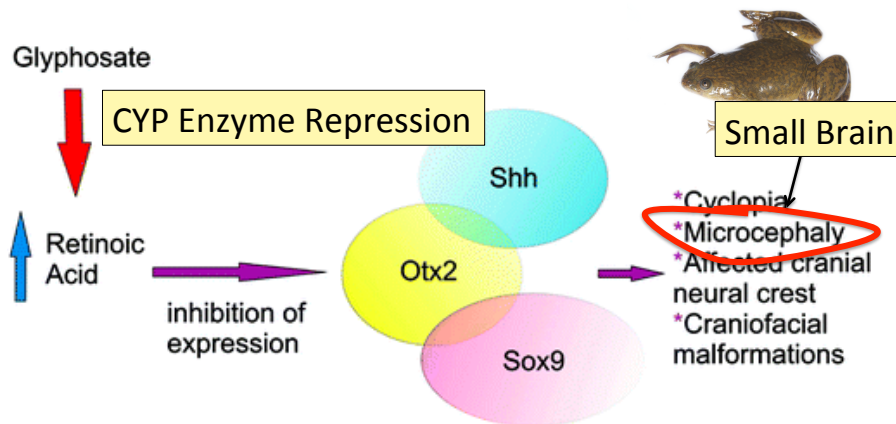 Glyphosate
CYP Enzyme Repression
Small Brain
Shh
Retinoic
Acid
Otx2
inhibition of
expression
Sox9
*Cyclopia
*Microcephaly
*Affected cranial
neural crest
*Craniofacial
malformations